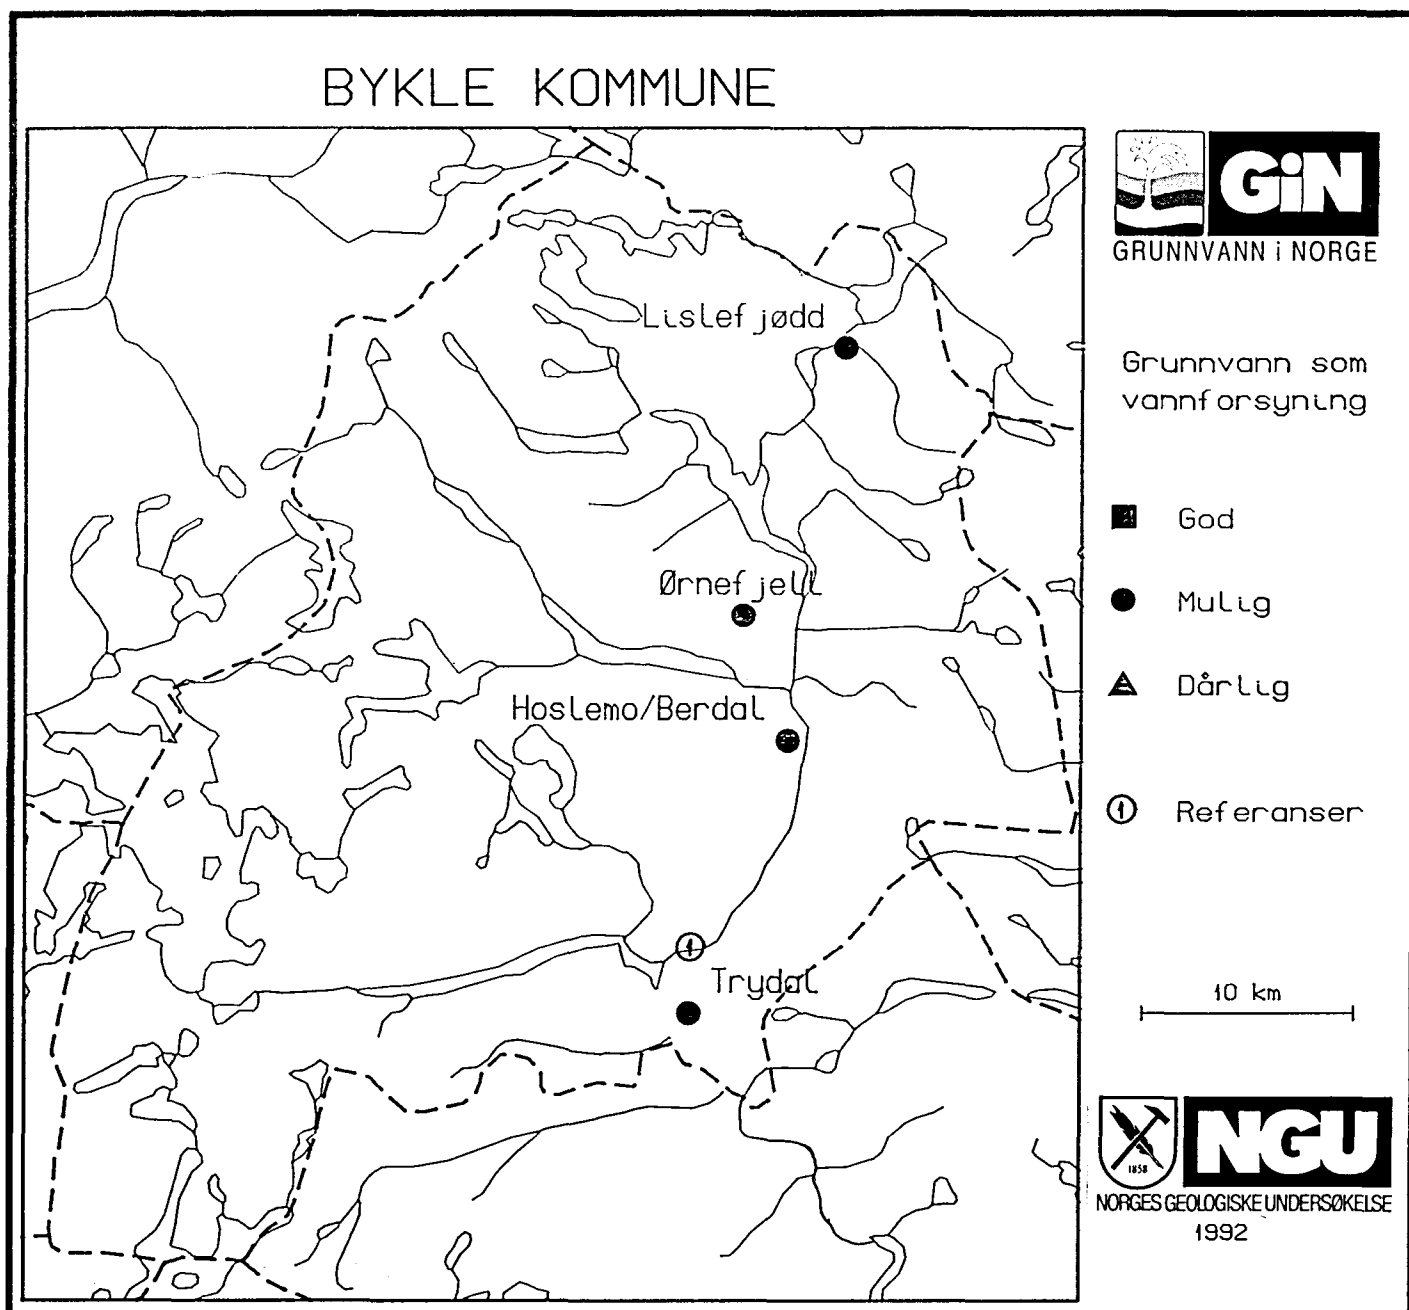 BYKLE KOMMUNE
GiN
GRUNNVANN i NORGE
Lislefjødd
Grunnvann som
vannforsyning
God
Ørnefjell
Mulig
Dårlig
Hoslemo/Berdal
1 Referanser
1
Trydal
10 km
1858
NGU
NORGES GEOLOGISKE UNDERSØKELSE
1992